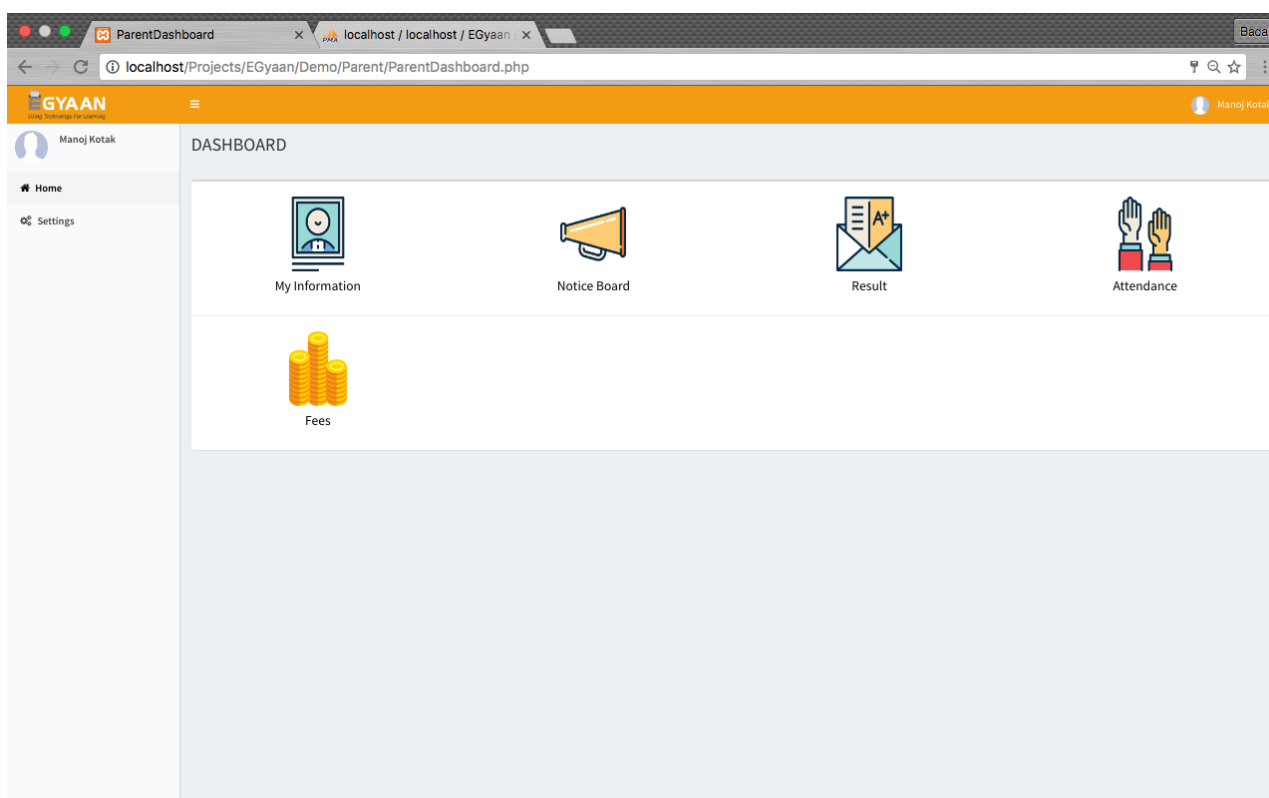 ParentDashboard
localhost / localhost / EGyaan
localhost/Projects/EGyaan/Demo/Parent/ParentDashboard.php
EGYAAN
Using Technology For Learning
Manoj Kotak
Manoj Kotak
DASHBOARD
Home
Settings
My Information
Notice Board
A+
Result
Attendance
Fees